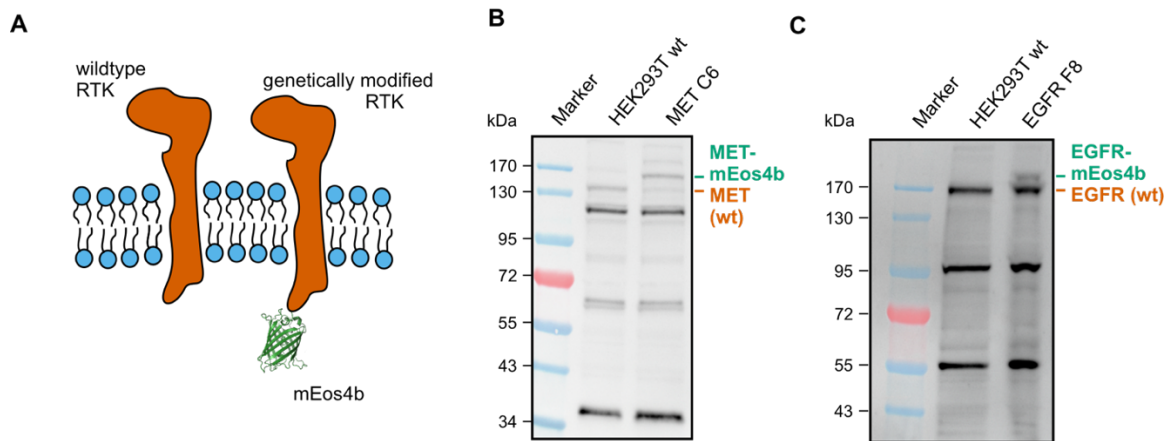 A
wildtype
RTK
genetically modified
RTK
mEos4b
B
kDa
Marker
HEK293T wt
MET C6
170
130
95
72
55
43
34
MET-
mEos4b
MET
(wt)
C
kDa
Marker
HEK293T wt
EGFR F8
170
130
95
72
55
43
EGFR-
mEos4b
EGFR (wt)